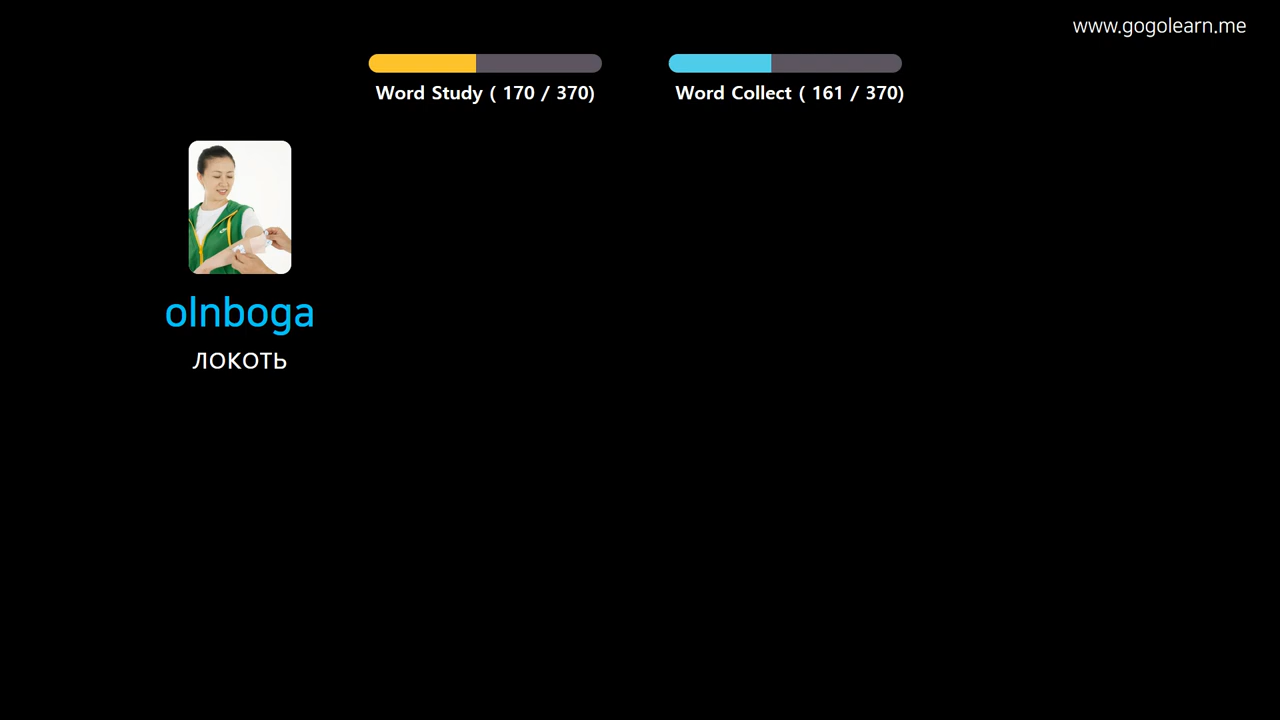 www.gogolearn.me
Word Study ( 170 / 370)
Word Collect ( 161 / 370)
olnboga
локоть